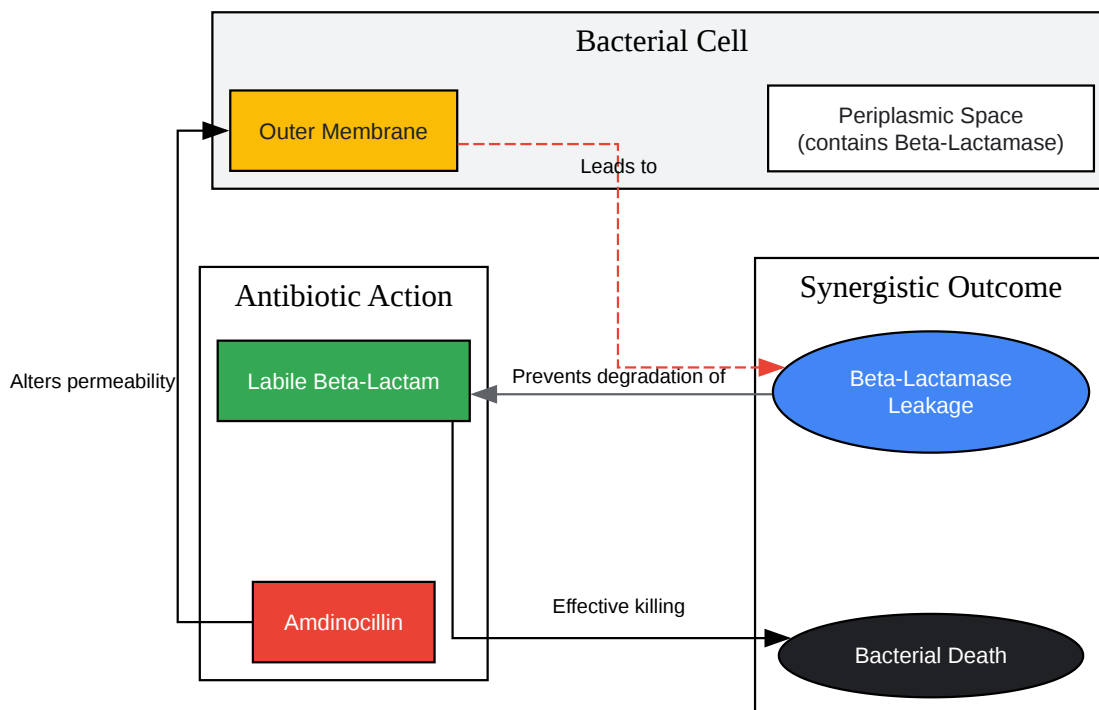 Bacterial Cell
Outer Membrane
Periplasmic Space
(contains Beta-Lactamase)
Leads to
Antibiotic Action
Synergistic Outcome
Labile Beta-Lactam
Alters permeability
Prevents degradation of
Beta-Lactamase
Leakage
Amdinocillin
Effective killing
Bacterial Death